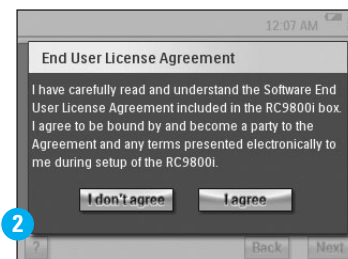 12:07 AM
End User License Agreement
I have carefully read and understand the Software End
User License Agreement included in the RC9800i box.
I agree to be bound by and become a party to the
Agreement and any terms presented electronically to
me during setup of the RC9800i.
I don't agree I agree
2
? Back Next